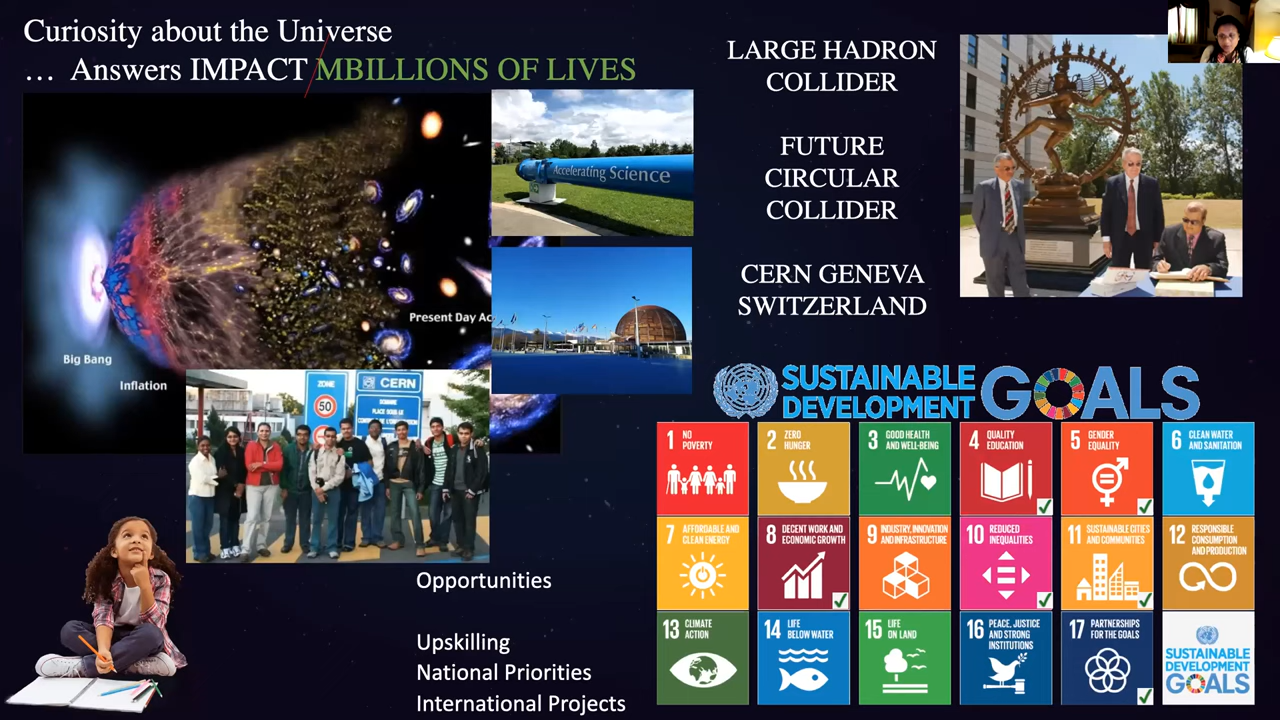 Curiosity about the Universe
… Answers IMPACT MBILLIONS OF LIVES
LARGE HADRON
COLLIDER
FUTURE
CIRCULAR
COLLIDER
CERN GENEVA
SWITZERLAND
Accelerating Science
Present Day Ac
Big Bang
Inflation
ZONE
50
CERN
Opportunities
Upskilling
National Priorities
International Projects
SUSTAINABLE
DEVELOPMENT
GOALS
1 NO
POVERTY
2 ZERO
HUNGER
3 GOOD HEALTH
AND WELL-BEING
4 QUALITY
EDUCATION
5 GENDER
EQUALITY
6 CLEAN WATER
AND SANITATION
7 AFFORDABLE AND
CLEAN ENERGY
8 DECENT WORK AND
ECONOMIC GROWTH
9 INDUSTRY, INNOVATION
AND INFRASTRUCTURE
10 REDUCED
INEQUALITIES
11 SUSTAINABLE CITIES
AND COMMUNITIES
12 RESPONSIBLE
CONSUMPTION
AND PRODUCTION
13 CLIMATE
ACTION
14 LIFE
BELOW WATER
15 LIFE
ON LAND
16 PEACE, JUSTICE
AND STRONG
INSTITUTIONS
17 PARTNERSHIPS
FOR THE GOALS
SUSTAINABLE
DEVELOPMENT
GOALS